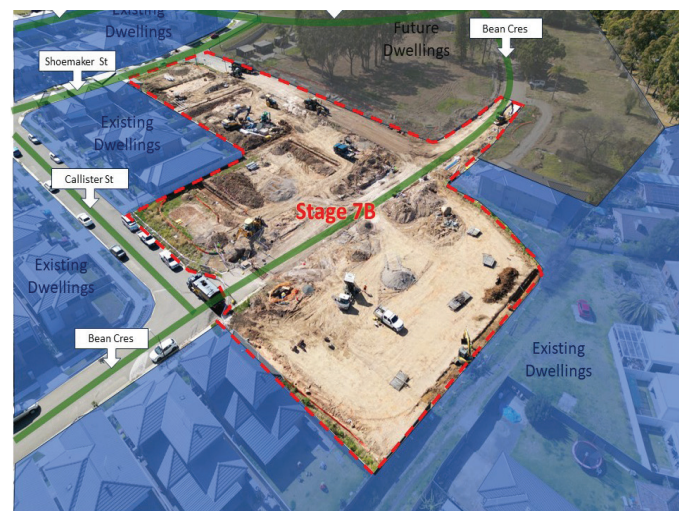 Existing
Dwellings
Future
Dwellings
Bean Cres
Shoemaker St
Existing
Dwellings
Callister St
Stage 7B
Existing
Dwellings
Bean Cres
Existing
Dwellings